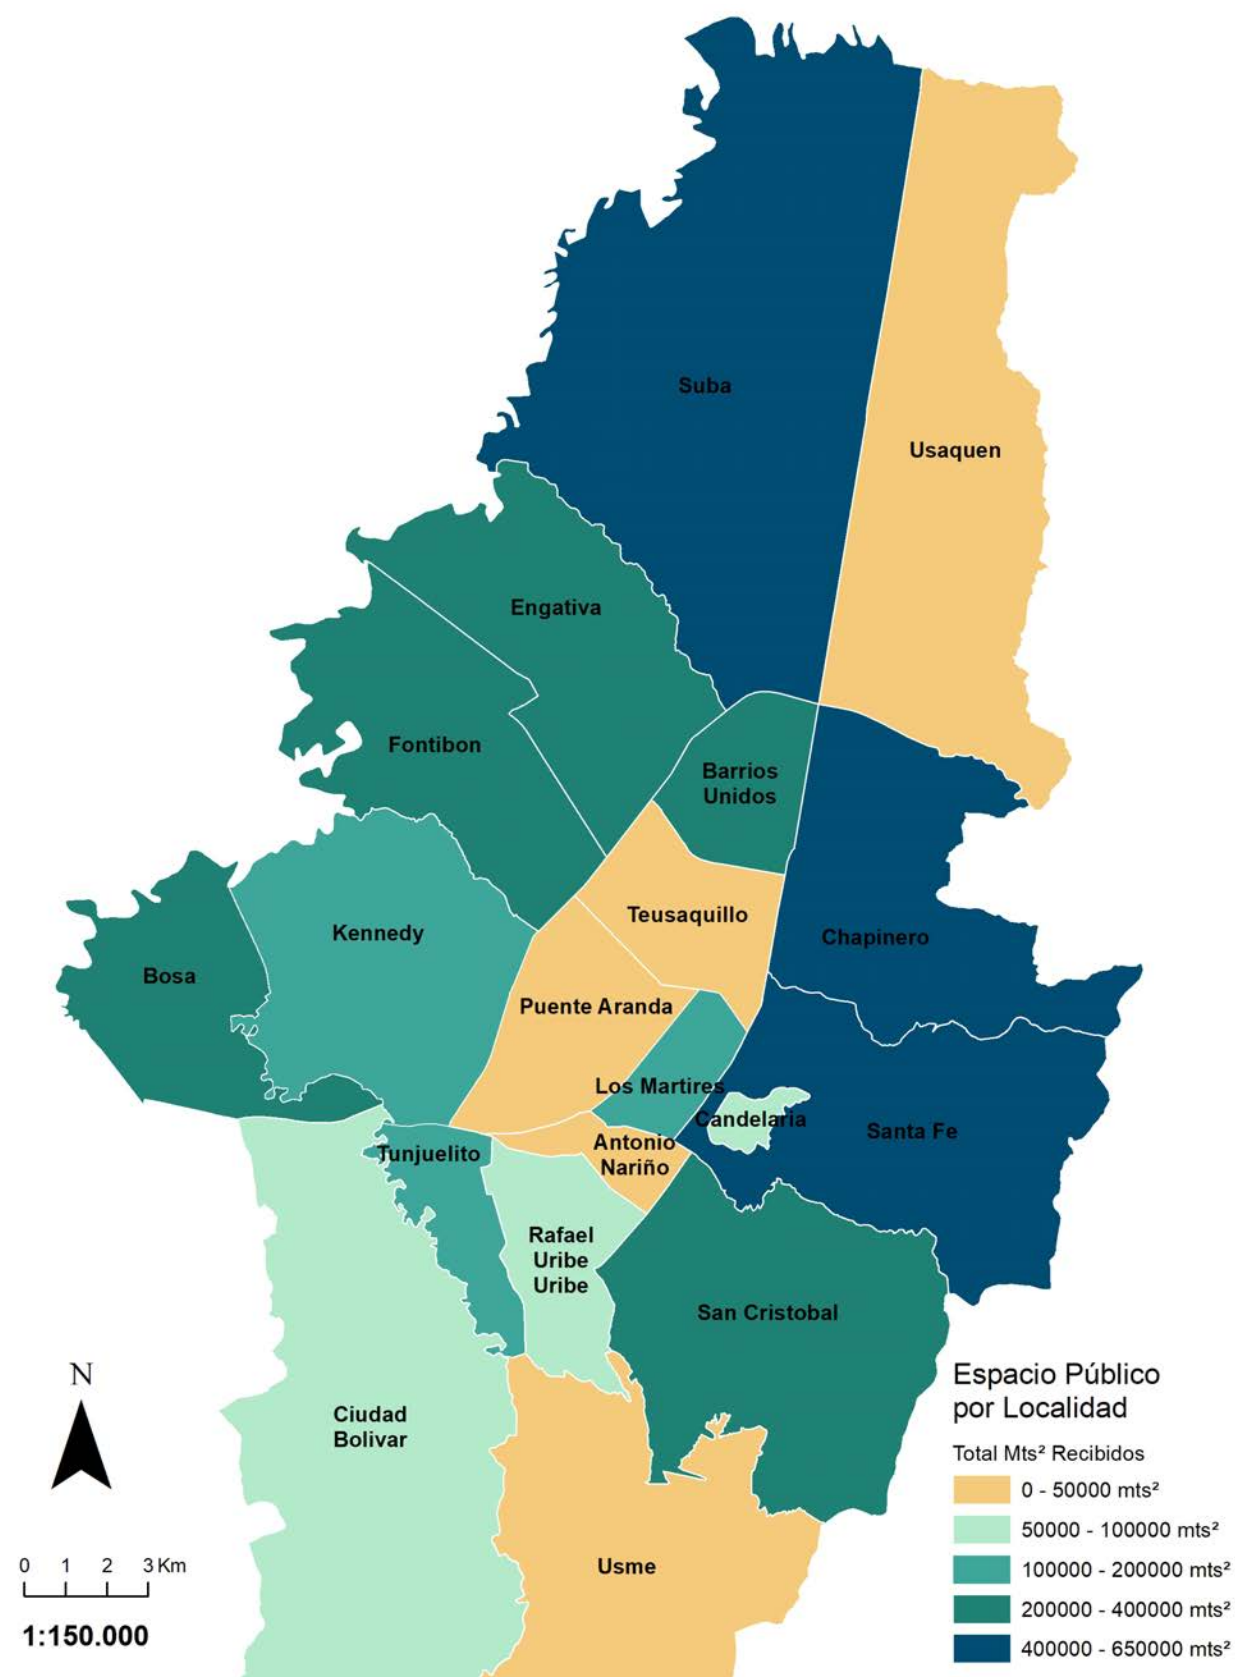 Suba
Usaquen
Engativa
Fontibon
Barrios
Unidos
Teusaquillo
Kennedy
Chapinero
Bosa
Puente Aranda
Los Martires
Candelaria
Santa Fe
Antonio
Nariño
Tunjuelito
Rafael
Uribe
Uribe
San Cristobal
Ciudad
Bolivar
Usme
N
0 1 2 3 Km
1:150.000
Espacio Público
por Localidad
Total Mts² Recibidos
0 - 50000 mts²
50000 - 100000 mts²
100000 - 200000 mts²
200000 - 400000 mts²
400000 - 650000 mts²